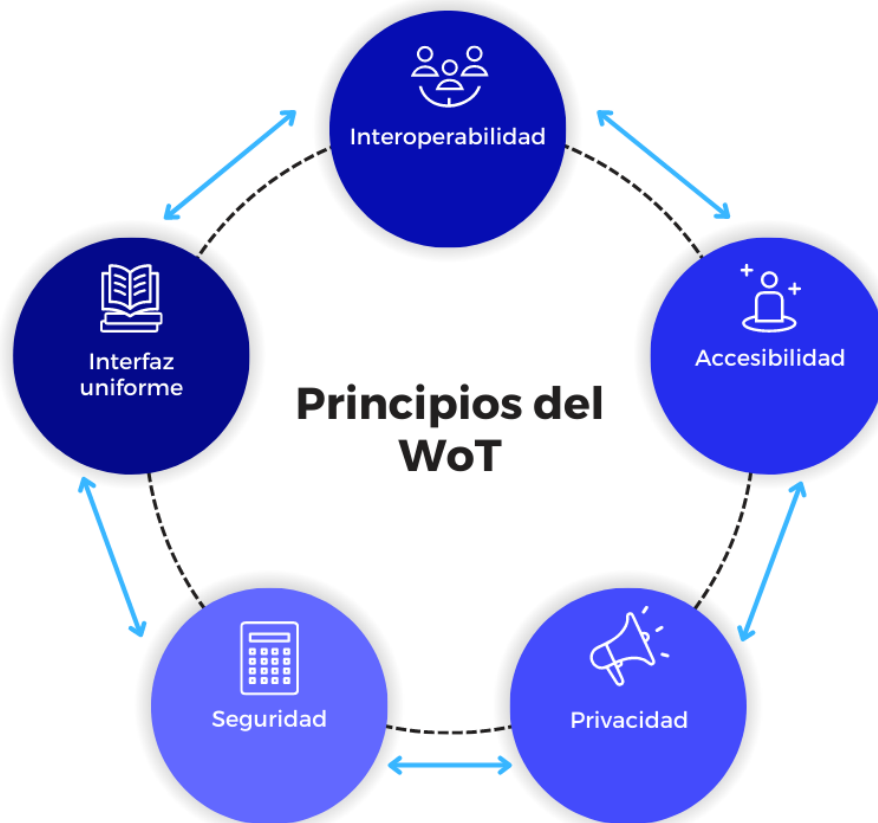 Interoperabilidad
Accesibilidad
Interfaz
uniforme
Principios del
WoT
Seguridad
Privacidad